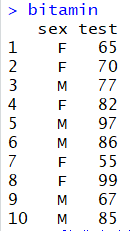 > bitamin
sex test
1 F 65
2 F 70
3 M 77
4 F 82
5 M 97
6 M 86
7 F 55
8 F 99
9 M 67
10 M 85